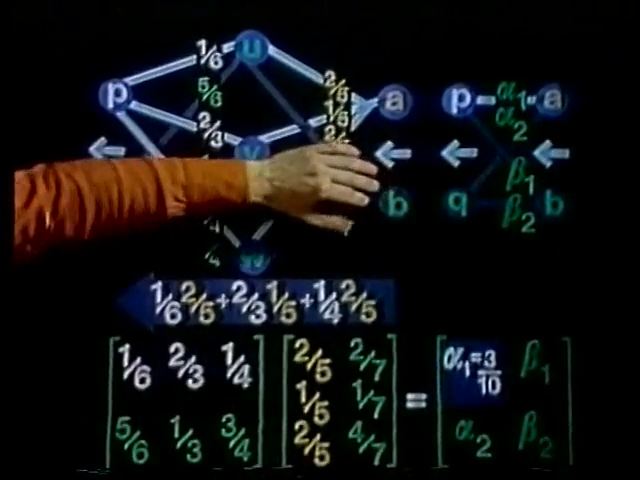 p 1/6 u 2/5 a
5/6 1/5
2/3 v 2/
p α₁ a
α₂
β₁
q β₂ b
b
/4 w
1/6 2/5 + 2/3 1/5 + 1/4 2/5
1/6 2/3 1/4 2/5 2/7 α₁=3/10 β₁
1/5 1/7 =
5/6 1/3 3/4 2/5 4/7 α₂ β₂